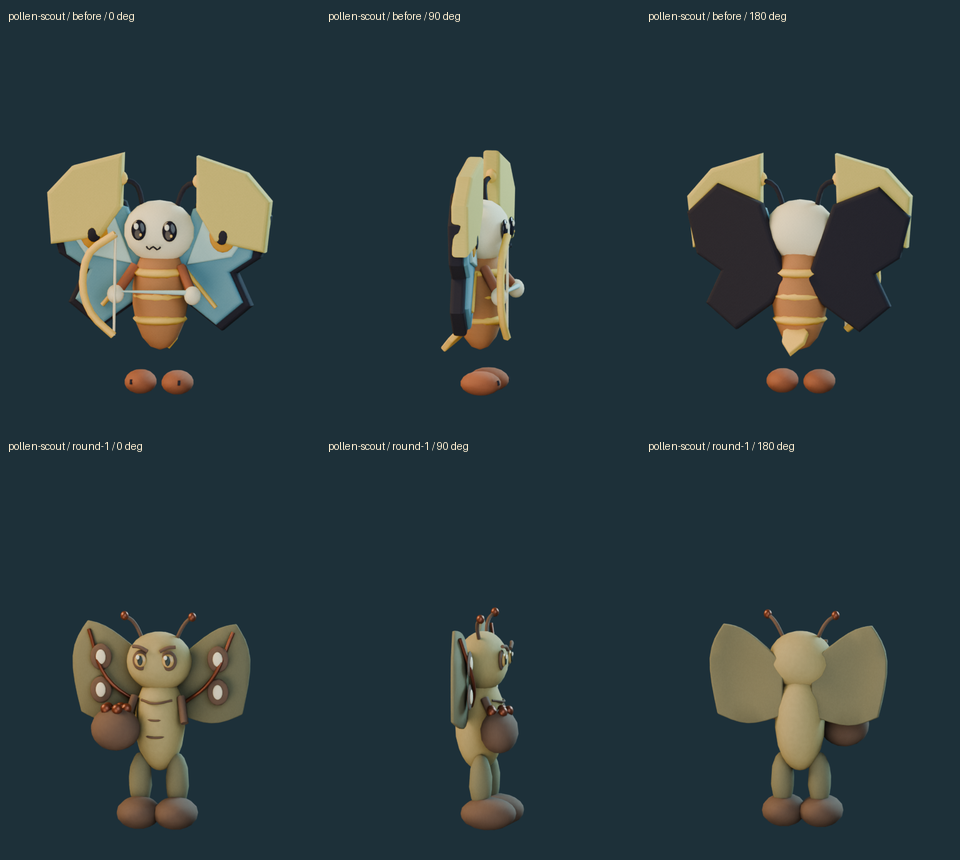 pollen-scout / before / 0 deg
pollen-scout / before / 90 deg
pollen-scout / before / 180 deg
pollen-scout / round-1 / 0 deg
pollen-scout / round-1 / 90 deg
pollen-scout / round-1 / 180 deg